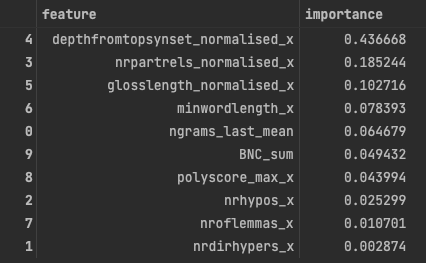 feature importance
4 depthfromtopsynset_normalised_x 0.436668
3 nrpartrels_normalised_x 0.185244
5 glosslength_normalised_x 0.102716
6 minwordlength_x 0.078393
0 ngrams_last_mean 0.064679
9 BNC_sum 0.049432
8 polyscore_max_x 0.043994
2 nrhypos_x 0.025299
7 nroflemmas_x 0.010701
1 nrdirhypers_x 0.002874